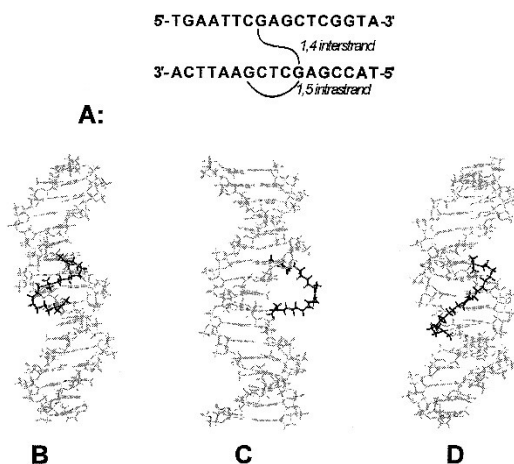 5'-TGAATTCGAGCTCGGTA-3'
1,4 interstrand
3'-ACTTAAGCTCGAGCCAT-5'
1,5 intrastrand
A:
B C D